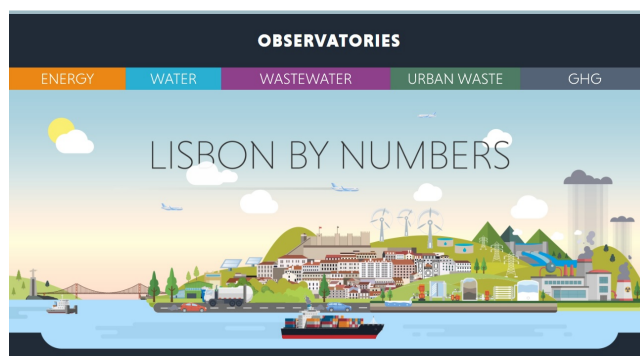 OBSERVATORIES
ENERGY WATER WASTEWATER URBAN WASTE GHG
LISBON BY NUMBERS